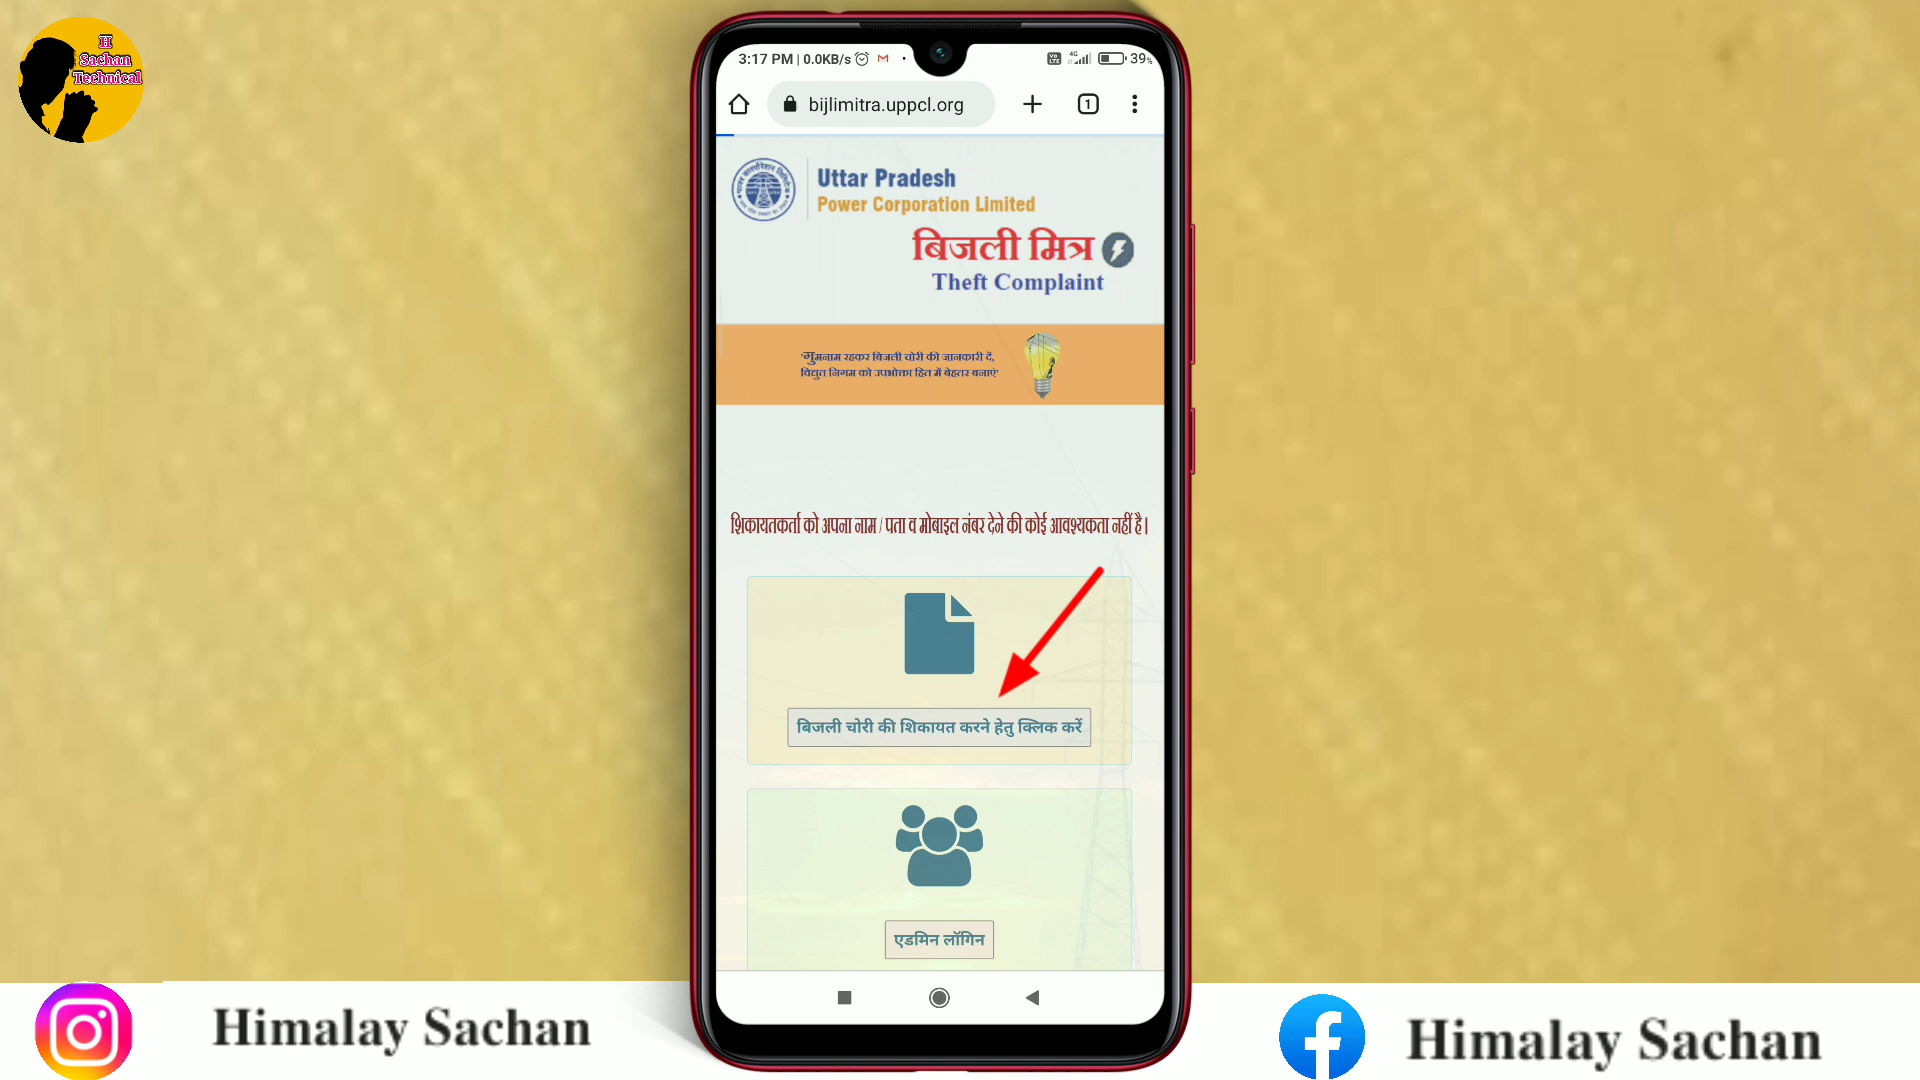 H
Sachan
Technical
3:17 PM | 0.0KB/s
4G
39%
bijlimitra.uppcl.org
1
Uttar Pradesh
Power Corporation Limited
बिजली मित्र
Theft Complaint
'गुमनाम रहकर बिजली चोरी की जानकारी दें,
विद्युत निगम को उपभोक्ता हित में बेहतर बनाएं'
शिकायतकर्ता को अपना नाम / पता व मोबाइल नंबर देने की कोई आवश्यकता नहीं है।
बिजली चोरी की शिकायत करने हेतु क्लिक करें
एडमिन लॉगिन
Himalay Sachan
Himalay Sachan